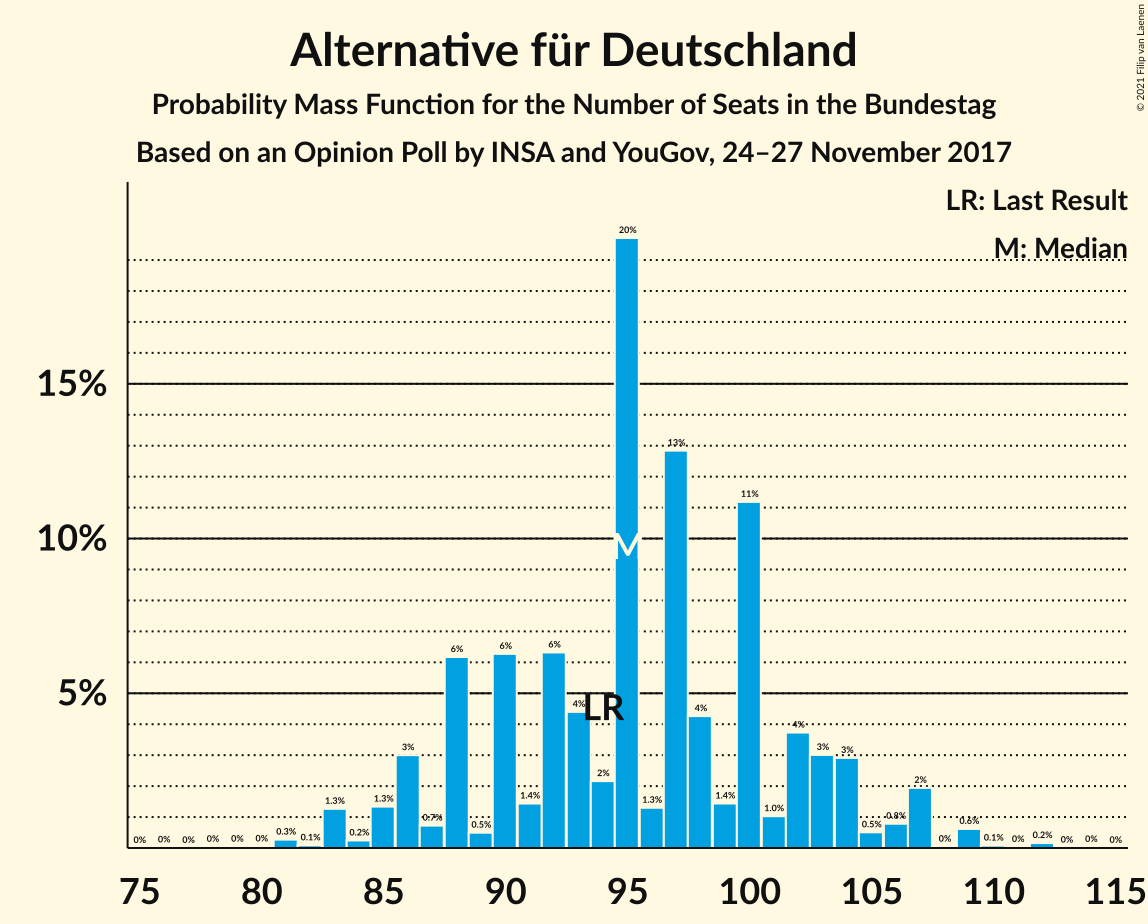 Alternative für Deutschland
Probability Mass Function for the Number of Seats in the Bundestag
Based on an Opinion Poll by INSA and YouGov, 24–27 November 2017
© 2021 Filip van Laenen
LR: Last Result
M: Median
15%
10%
5%
0% 0% 0% 0% 0% 0% 0.3% 0.1% 1.3% 0.2% 1.3% 3% 0.7% 6% 0.5% 6% 1.4% 6% 4% 2% 20% 1.3% 13% 4% 1.4% 11% 1.0% 4% 3% 3% 0.5% 0.8% 2% 0% 0.6% 0.1% 0% 0.2% 0% 0% 0%
LR
M
75 80 85 90 95 100 105 110 115